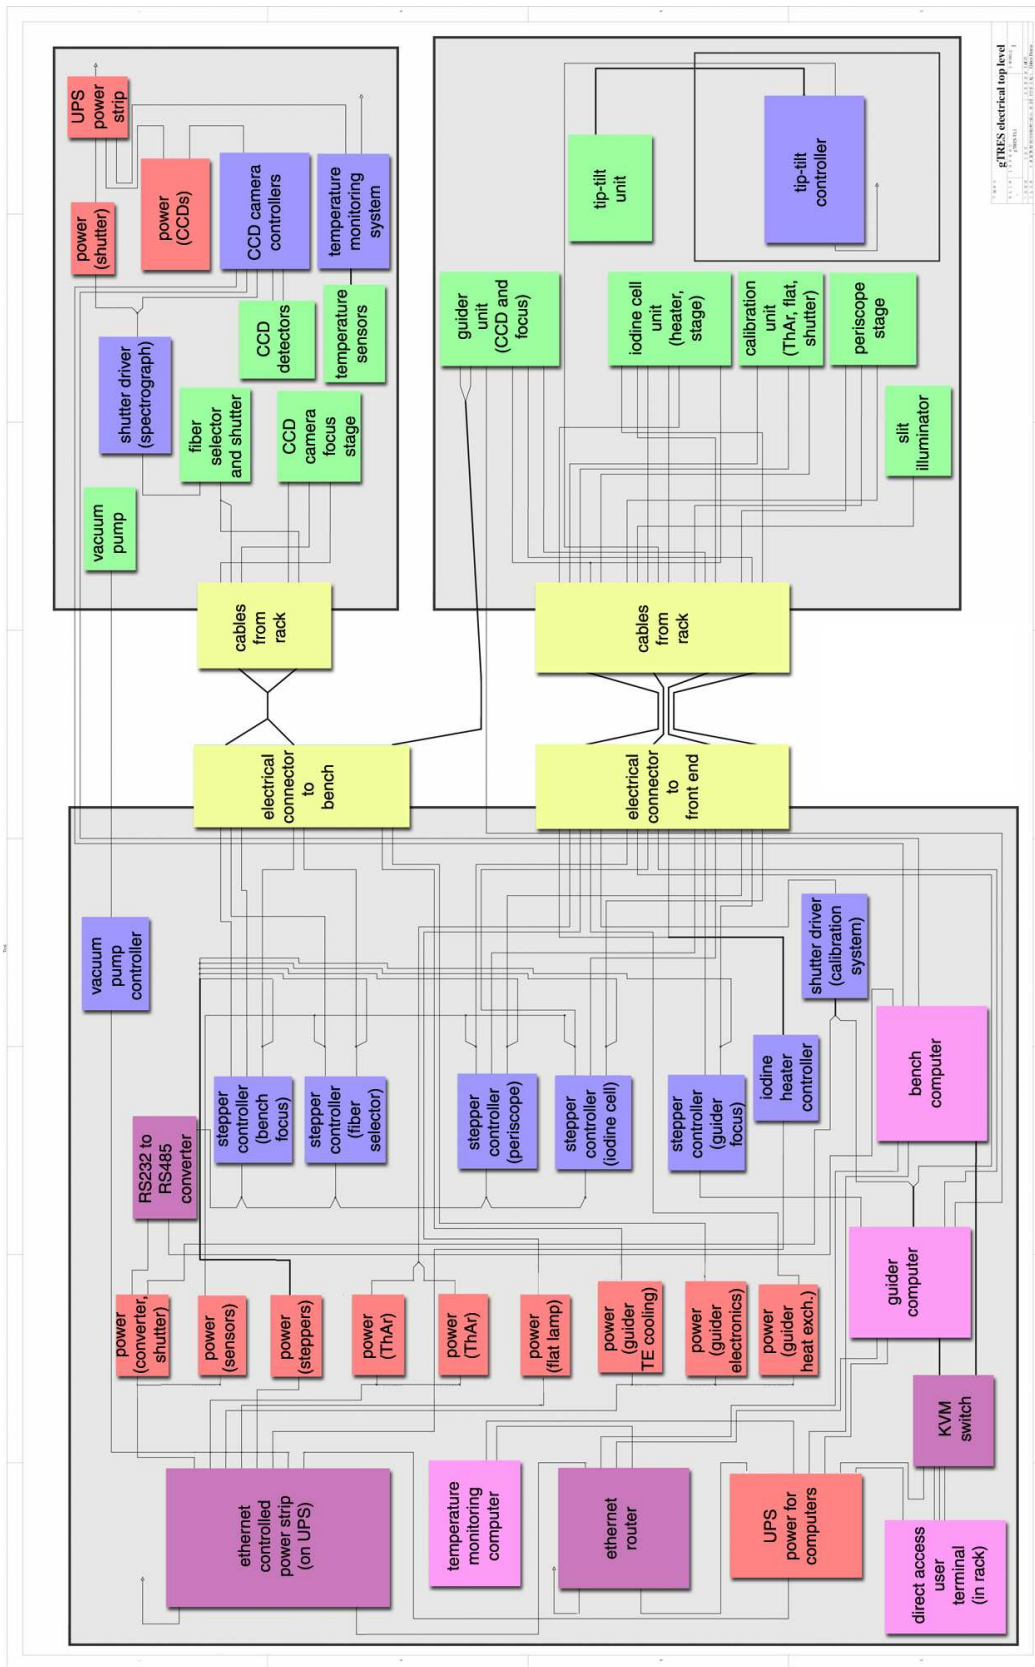 gTRES electrical top level
UPS
power
strip
power
(shutter)
power
(CCDs)
CCD camera
controllers
temperature
monitoring
system
shutter driver
(spectrograph)
CCD
detectors
temperature
sensors
fiber
selector
and shutter
CCD
camera
focus
stage
vacuum
pump
cables
from
rack
tip-tilt
unit
tip-tilt
controller
guider
unit
(CCD and
focus)
iodine cell
unit
(heater,
stage)
calibration
unit
(ThAr, flat,
shutter)
periscope
stage
slit
illuminator
cables
from
rack
electrical
connector
to
bench
electrical
connector
to
front end
vacuum
pump
controller
shutter driver
(calibration
system)
RS232 to
RS485
converter
stepper
controller
(bench
focus)
stepper
controller
(fiber
selector)
stepper
controller
(periscope)
stepper
controller
(iodine cell)
stepper
controller
(guider
focus)
iodine
heater
controller
bench
computer
guider
computer
power
(converter,
shutter)
power
(sensors)
power
(steppers)
power
(ThAr)
power
(ThAr)
power
(flat lamp)
power
(guider
TE cooling)
power
(guider
electronics)
power
(guider
heat exch.)
KVM
switch
ethernet
controlled
power strip
(on UPS)
temperature
monitoring
computer
ethernet
router
UPS
power for
computers
direct access
user
terminal
(in rack)